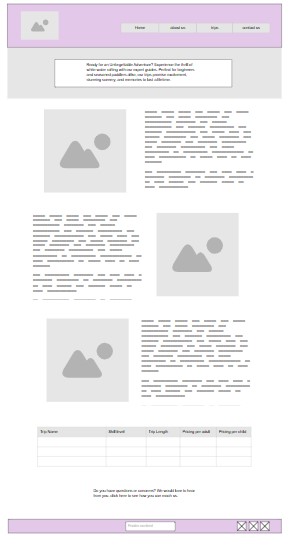 Home about us trips contact us
Ready for an Unforgettable Adventure? Experience the thrill of
white water rafting with our expert guides. Perfect for beginners
and seasoned paddlers alike, our trips promise excitement,
stunning scenery, and memories to last a lifetime.
Trip Name Skill level Trip Length Pricing per adult Pricing per child
Do you have questions or concerns? We would love to hear
from you, click here to see how you can reach us.